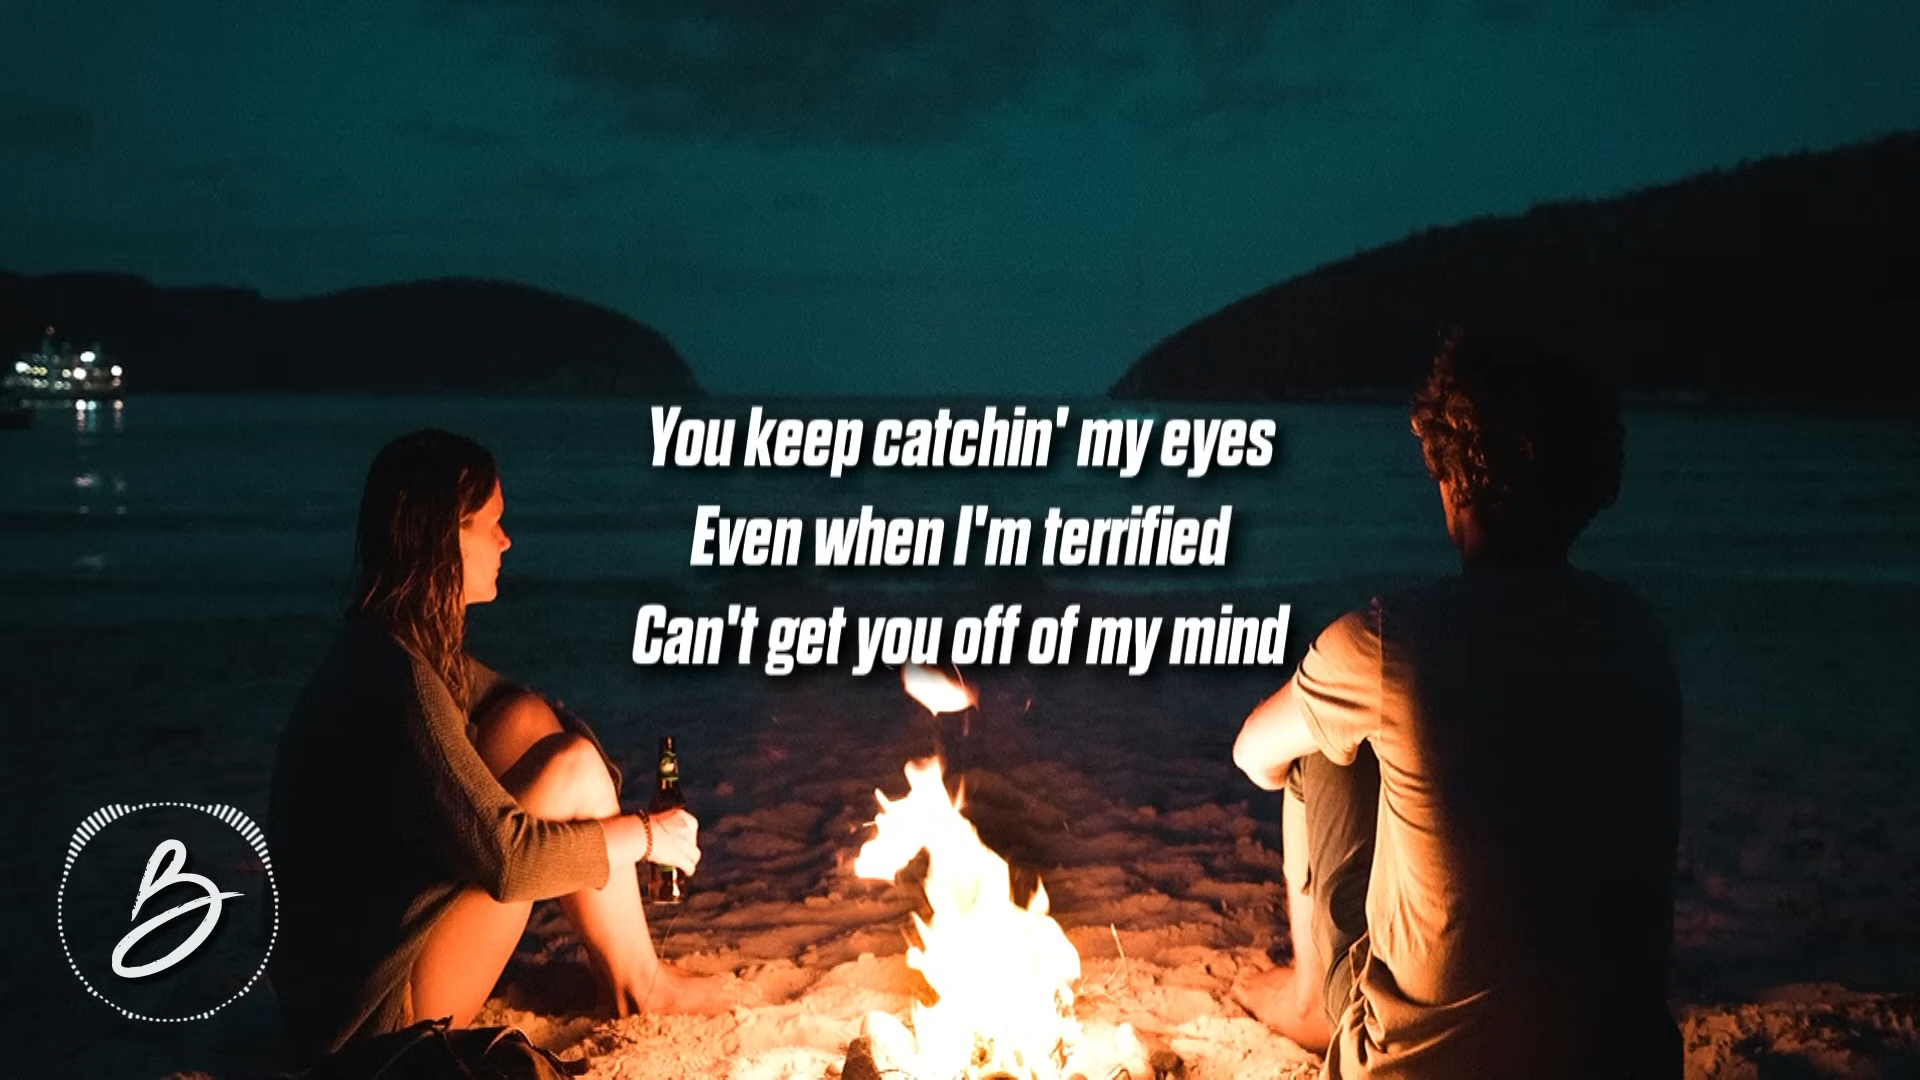 You keep catchin' my eyes
Even when I'm terrified
Can't get you off of my mind
B